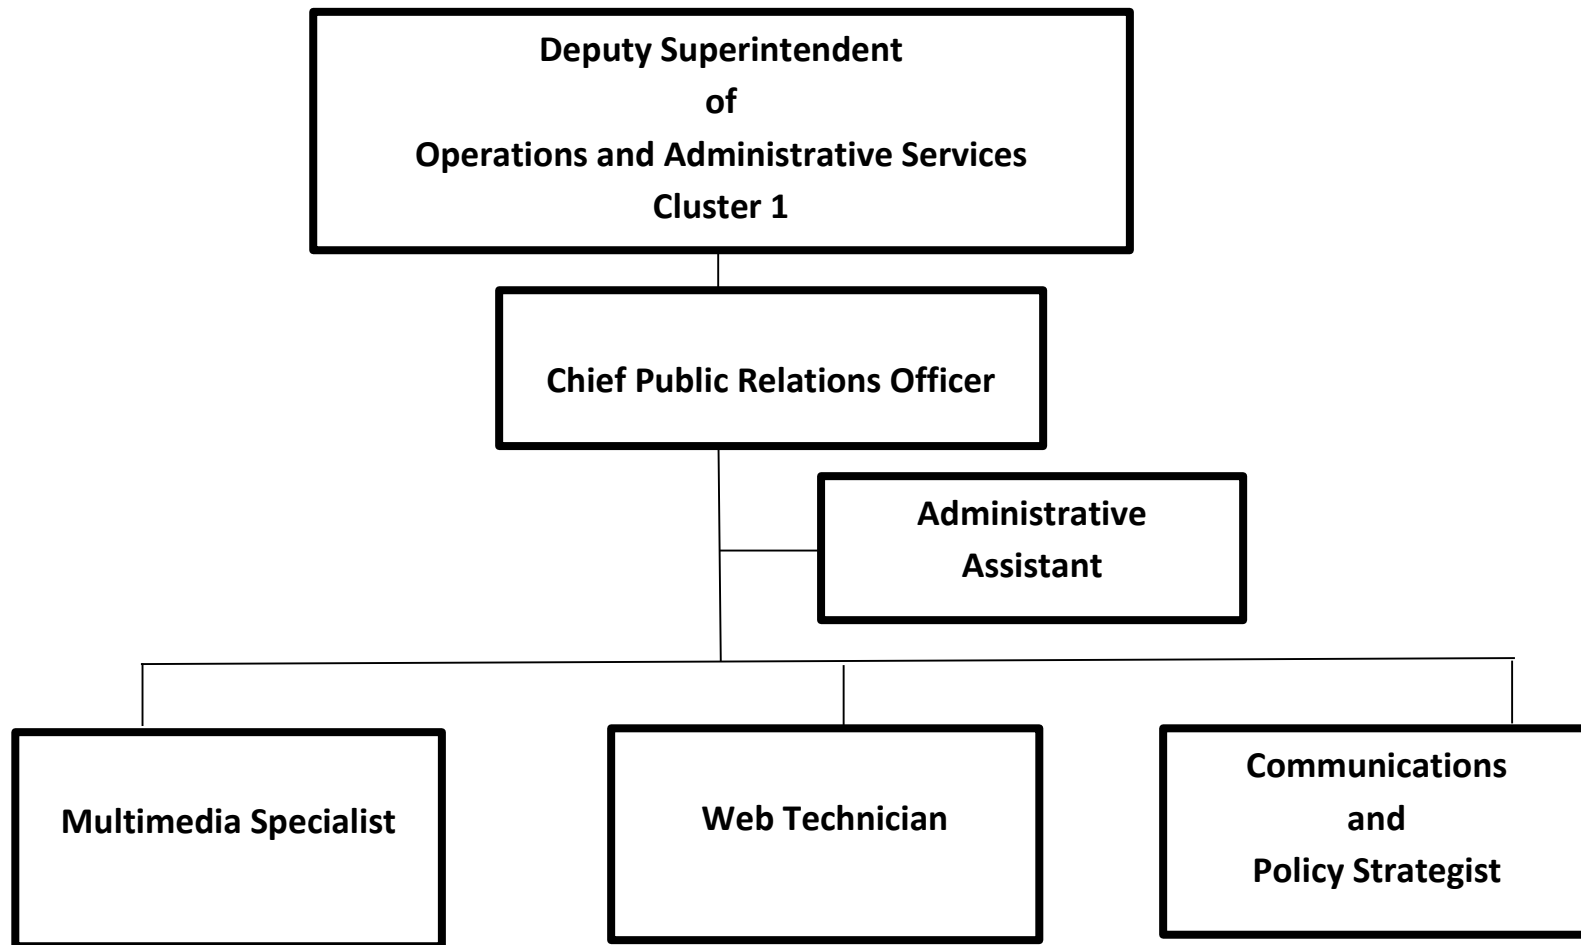 Deputy Superintendent
of
Operations and Administrative Services
Cluster 1
Chief Public Relations Officer
Administrative
Assistant
Multimedia Specialist
Web Technician
Communications
and
Policy Strategist